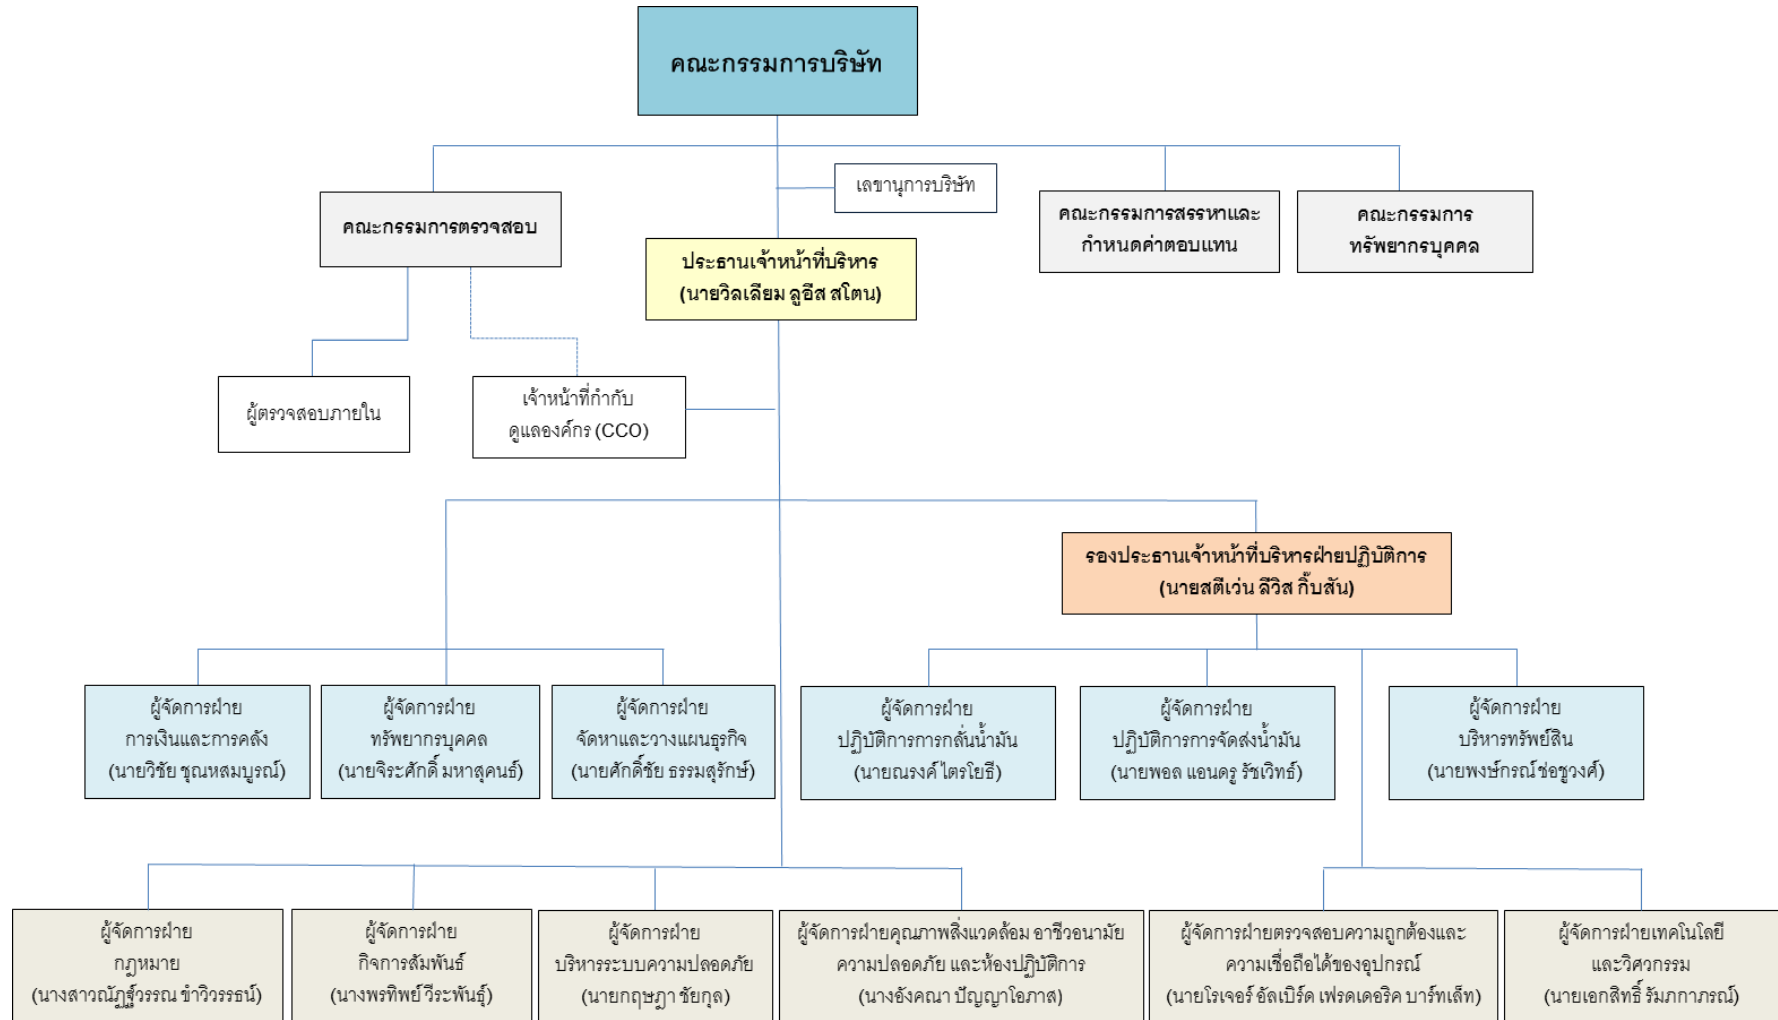 คณะกรรมการบริษัท
เลขานุการบริษัท
คณะกรรมการตรวจสอบ
คณะกรรมการสรรหาและ
กำหนดค่าตอบแทน
คณะกรรมการ
ทรัพยากรบุคคล
ประธานเจ้าหน้าที่บริหาร
(นายวิลเลียม ลูอีส สโตน)
ผู้ตรวจสอบภายใน
เจ้าหน้าที่กำกับ
ดูแลองค์กร (CCO)
รองประธานเจ้าหน้าที่บริหารฝ่ายปฏิบัติการ
(นายสตีเว่น ลีวิส กิ๊บสัน)
ผู้จัดการฝ่าย
การเงินและการคลัง
(นายวิชัย ชุณหสมบูรณ์)
ผู้จัดการฝ่าย
ทรัพยากรบุคคล
(นายจิระศักดิ์ มหาสุคนธ์)
ผู้จัดการฝ่าย
จัดหาและวางแผนธุรกิจ
(นายศักดิ์ชัย ธรรมสุรักษ์)
ผู้จัดการฝ่าย
ปฏิบัติการการกลั่นน้ำมัน
(นายณรงค์ ไตรโยธี)
ผู้จัดการฝ่าย
ปฏิบัติการการจัดส่งน้ำมัน
(นายพอล แอนดรู รัชเวิทธ์)
ผู้จัดการฝ่าย
บริหารทรัพย์สิน
(นายพงษ์กรณ์ ช่อชูวงศ์)
ผู้จัดการฝ่าย
กฎหมาย
(นางสาวณัฏฐ์วรรณ ขำวิวรรธน์)
ผู้จัดการฝ่าย
กิจการสัมพันธ์
(นางพรทิพย์ วีระพันธุ์)
ผู้จัดการฝ่าย
บริหารระบบความปลอดภัย
(นายกฤษฎา ชัยกุล)
ผู้จัดการฝ่ายคุณภาพสิ่งแวดล้อม อาชีวอนามัย
ความปลอดภัย และห้องปฏิบัติการ
(นางอังคณา ปัญญาโอภาส)
ผู้จัดการฝ่ายตรวจสอบความถูกต้องและ
ความเชื่อถือได้ของอุปกรณ์
(นายโรเจอร์ อัลเบิร์ต เฟรดเดอริค บาร์ทเล็ท)
ผู้จัดการฝ่ายเทคโนโลยี
และวิศวกรรม
(นายเอกสิทธิ์ รัมภกาภรณ์)